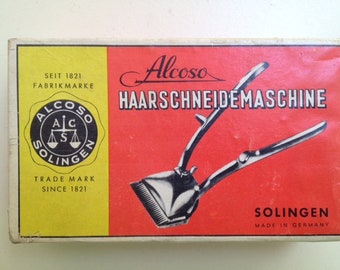 SEIT 1821
FABRIKMARKE
ALCOSO
A C
S
SOLINGEN
TRADE MARK
SINCE 1821
Alcoso
HAARSCHNEIDEMASCHINE
SOLINGEN
MADE IN GERMANY